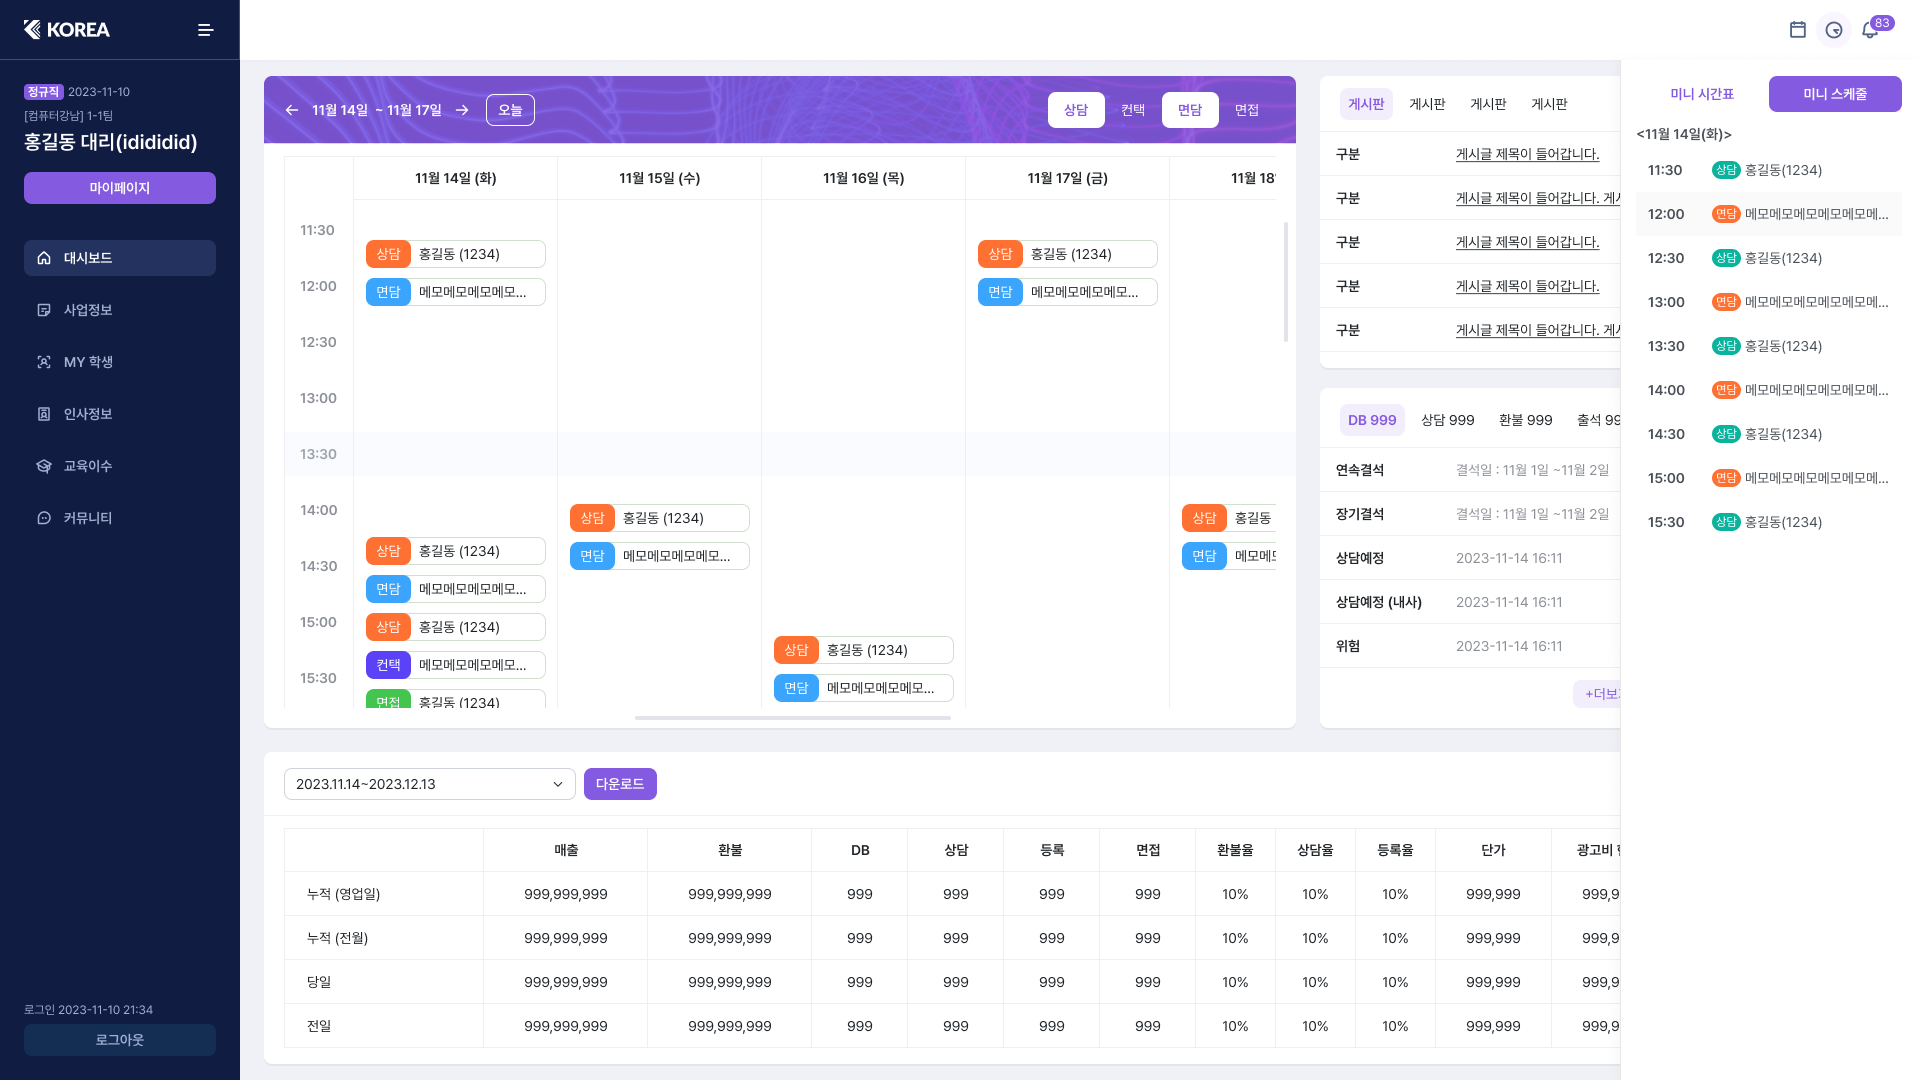 KOREA
83
정규직 2023-11-10
[컴퓨터강남] 1-1팀
홍길동 대리(idididid)
마이페이지
대시보드
사업정보
MY 학생
인사정보
교육이수
커뮤니티
로그인 2023-11-10 21:34
로그아웃
11월 14일 ~ 11월 17일
오늘
상담 컨택 면담 면접
11월 14일 (화) 11월 15일 (수) 11월 16일 (목) 11월 17일 (금) 11월 18
11:30
상담 홍길동 (1234) 상담 홍길동 (1234)
12:00
면담 메모메모메모메모... 면담 메모메모메모메모...
12:30
13:00
13:30
14:00
상담 홍길동 (1234) 상담 홍길동
상담 홍길동 (1234)
면담 메모메모메모메모... 면담 메모메모
14:30
면담 메모메모메모메모...
15:00
상담 홍길동 (1234)
상담 홍길동 (1234)
컨택 메모메모메모메모...
15:30
면담 메모메모메모메모...
면접 홍길동 (1234)
게시판 게시판 게시판 게시판
구분 게시글 제목이 들어갑니다.
구분 게시글 제목이 들어갑니다. 게시
구분 게시글 제목이 들어갑니다.
구분 게시글 제목이 들어갑니다.
구분 게시글 제목이 들어갑니다. 게시
DB 999 상담 999 환불 999 출석 99
연속결석 결석일 : 11월 1일 ~11월 2일
장기결석 결석일 : 11월 1일 ~11월 2일
상담예정 2023-11-14 16:11
상담예정 (내사) 2023-11-14 16:11
위험 2023-11-14 16:11
+더보
미니 시간표 미니 스케줄
<11월 14일(화)>
11:30 상담 홍길동(1234)
12:00 면담 메모메모메모메모메모메...
12:30 상담 홍길동(1234)
13:00 면담 메모메모메모메모메모메...
13:30 상담 홍길동(1234)
14:00 면담 메모메모메모메모메모메...
14:30 상담 홍길동(1234)
15:00 면담 메모메모메모메모메모메...
15:30 상담 홍길동(1234)
2023.11.14~2023.12.13 다운로드
매출 환불 DB 상담 등록 면접 환불율 상담율 등록율 단가 광고비
누적 (영업일) 999,999,999 999,999,999 999 999 999 999 10% 10% 10% 999,999 999,9
누적 (전월) 999,999,999 999,999,999 999 999 999 999 10% 10% 10% 999,999 999,9
당일 999,999,999 999,999,999 999 999 999 999 10% 10% 10% 999,999 999,9
전일 999,999,999 999,999,999 999 999 999 999 10% 10% 10% 999,999 999,9